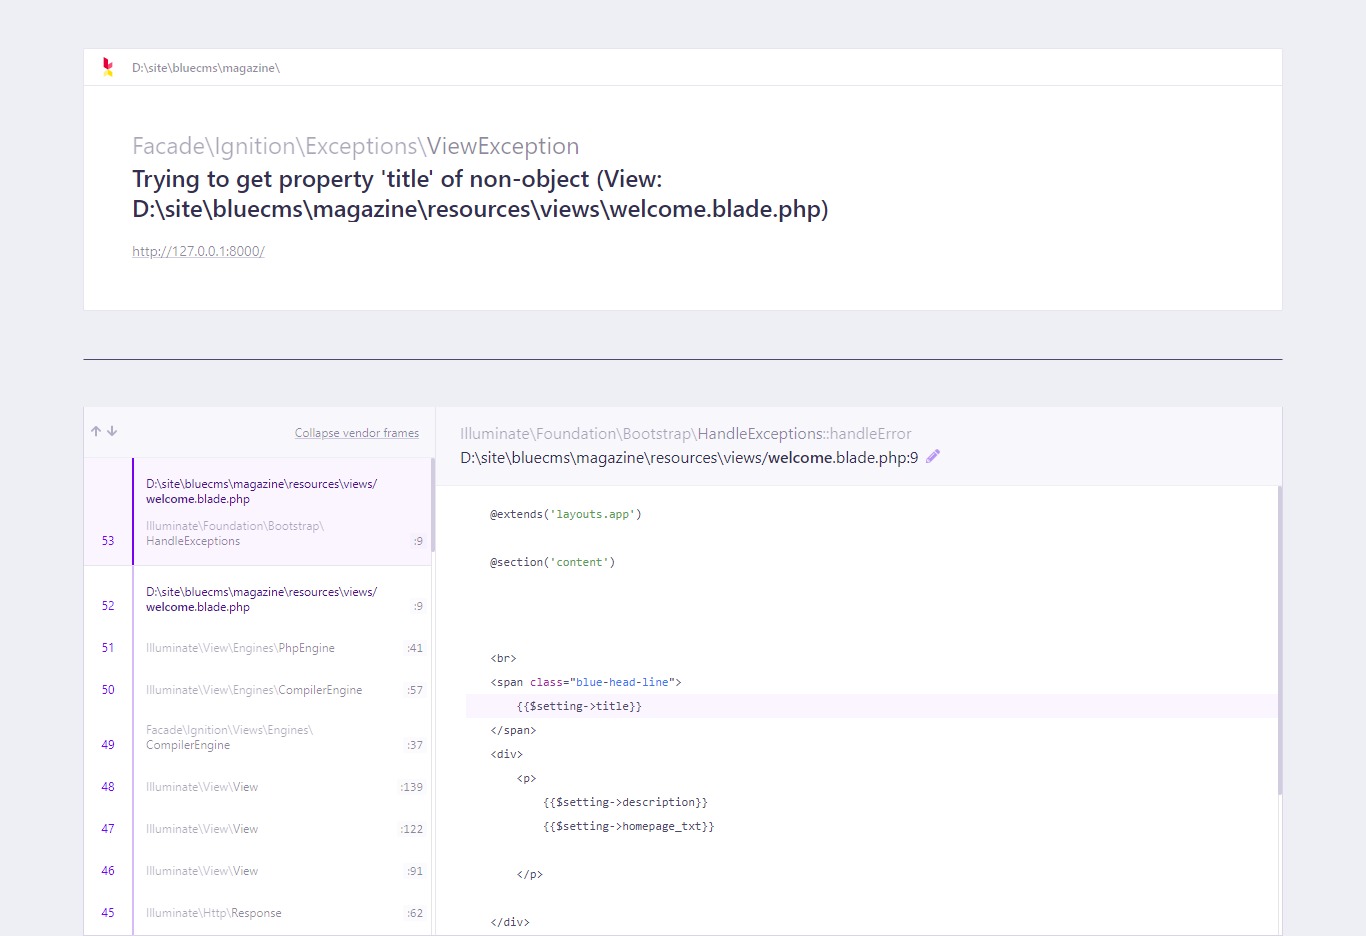 D:\site\bluecms\magazine\
Facade\Ignition\Exceptions\ViewException
Trying to get property 'title' of non-object (View:
D:\site\bluecms\magazine\resources\views\welcome.blade.php)
http://127.0.0.1:8000/
Collapse vendor frames
D:\site\bluecms\magazine\resources\views/
welcome.blade.php
Illuminate\Foundation\Bootstrap\
53 HandleExceptions :9
D:\site\bluecms\magazine\resources\views/
52 welcome.blade.php :9
51 Illuminate\View\Engines\PhpEngine :41
50 Illuminate\View\Engines\CompilerEngine :57
Facade\Ignition\Views\Engines\
49 CompilerEngine :37
48 Illuminate\View\View :139
47 Illuminate\View\View :122
46 Illuminate\View\View :91
45 Illuminate\Http\Response :62
Illuminate\Foundation\Bootstrap\HandleExceptions::handleError
D:\site\bluecms\magazine\resources\views/welcome.blade.php:9
@extends('layouts.app')
@section('content')
<br>
<span class="blue-head-line">
{{$setting->title}}
</span>
<div>
<p>
{{$setting->description}}
{{$setting->homepage_txt}}
</p>
</div>